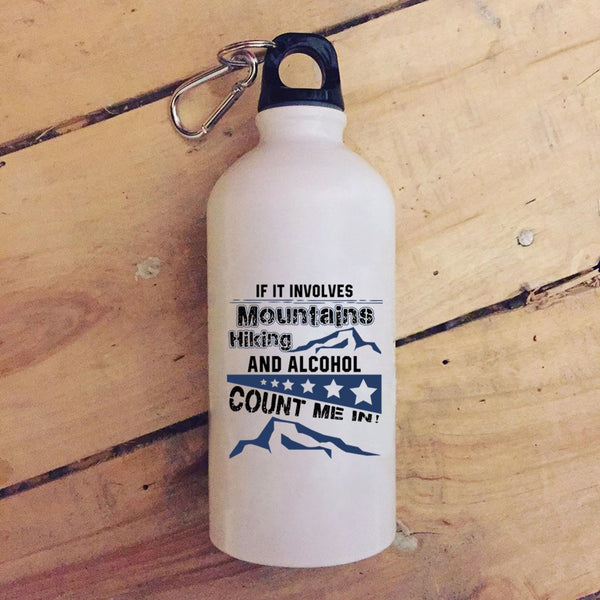 IF IT INVOLVES
Mountains
Hiking
AND ALCOHOL
COUNT ME IN!